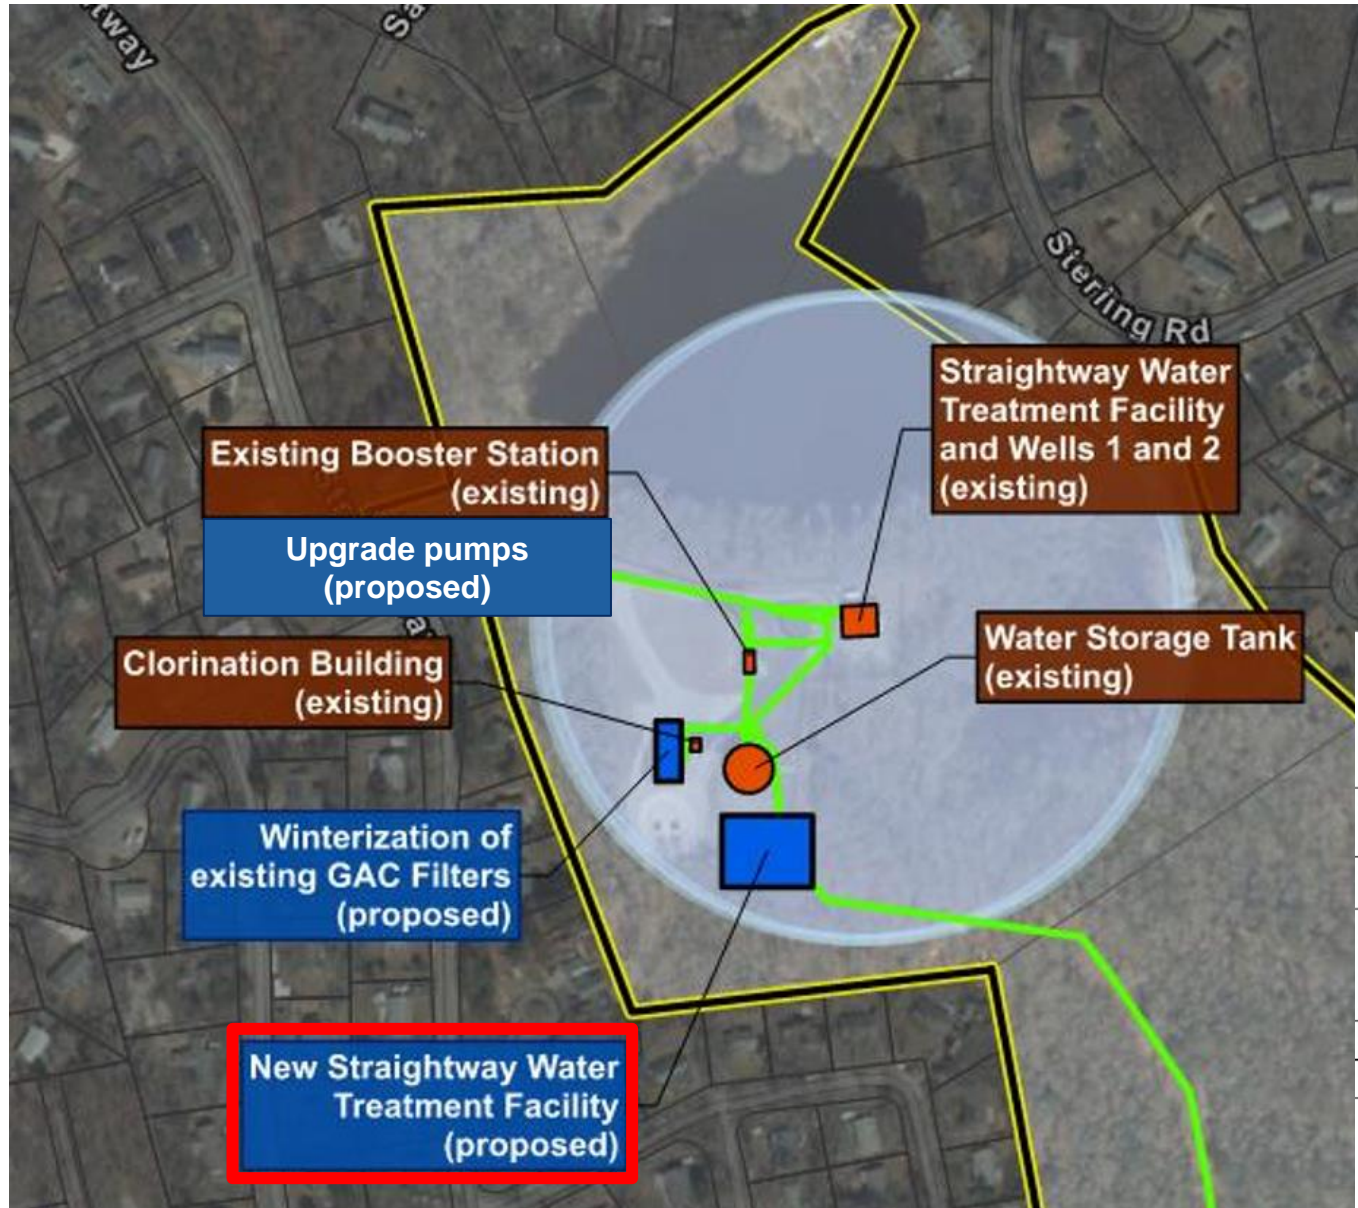 Sterling Rd
Straightway Water
Treatment Facility
and Wells 1 and 2
(existing)
Existing Booster Station
(existing)
Upgrade pumps
(proposed)
Water Storage Tank
(existing)
Clorination Building
(existing)
Winterization of
existing GAC Filters
(proposed)
New Straightway Water
Treatment Facility
(proposed)